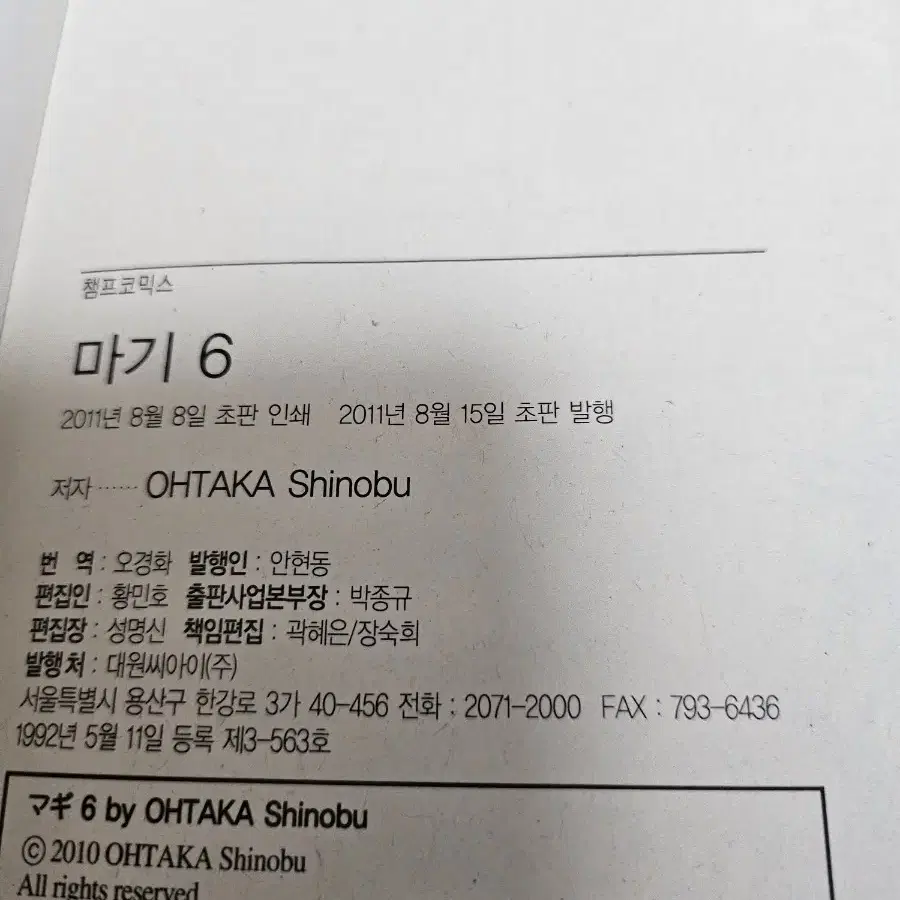 챔프코믹스
마기 6
2011년 8월 8일 초판 인쇄 2011년 8월 15일 초판 발행
저자 …… OHTAKA Shinobu
번 역 : 오경화 발행인 : 안현동
편집인 : 황민호 출판사업본부장 : 박종규
편집장 : 성명신 책임편집 : 곽혜은/장숙희
발행처 : 대원씨아이(주)
서울특별시 용산구 한강로 3가 40-456 전화 : 2071-2000 FAX : 793-6436
1992년 5월 11일 등록 제3-563호
マギ 6 by OHTAKA Shinobu
© 2010 OHTAKA Shinobu
All rights reserved